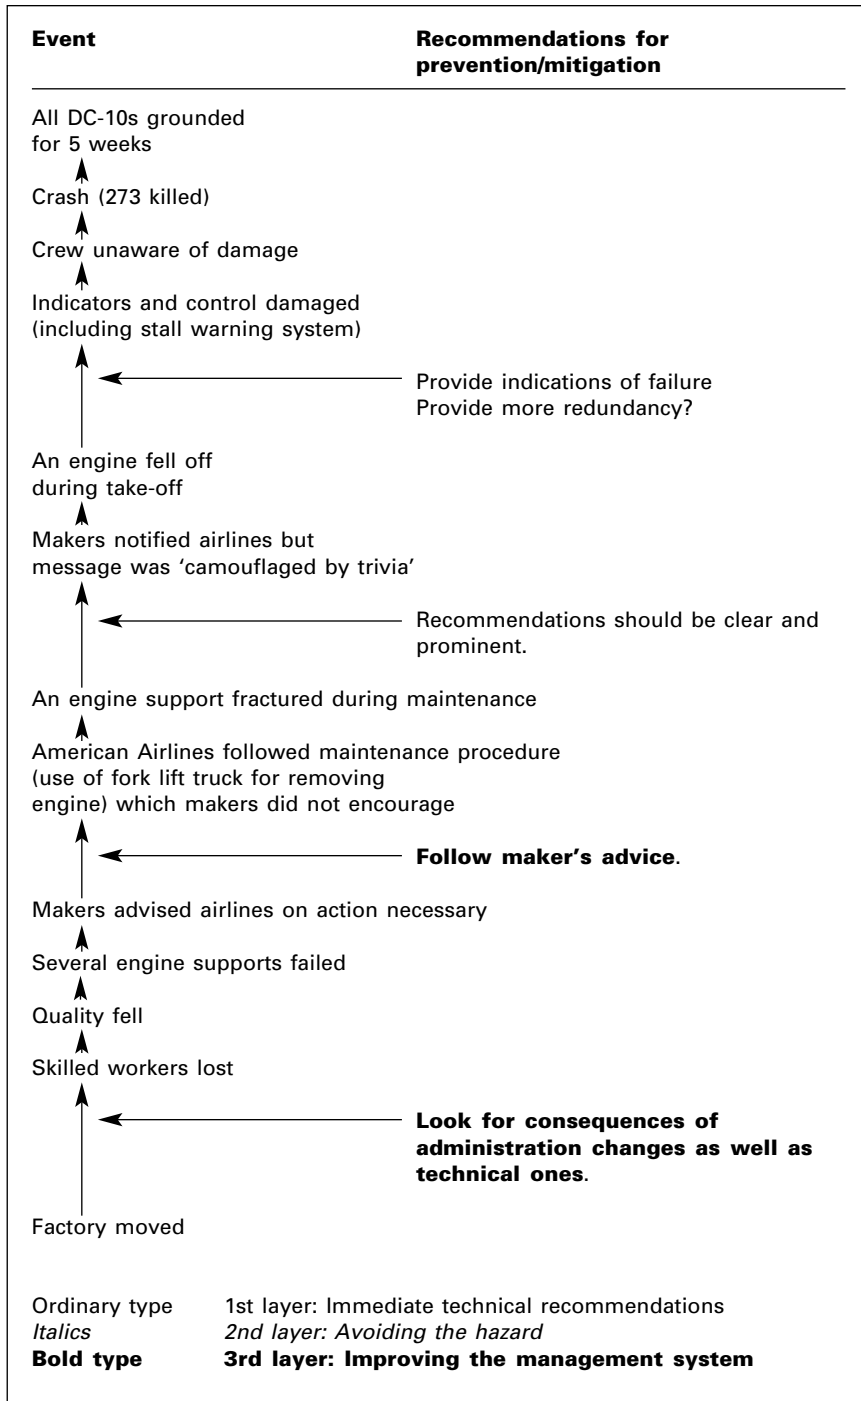 Event
Recommendations for
prevention/mitigation
All DC-10s grounded
for 5 weeks
Crash (273 killed)
Crew unaware of damage
Indicators and control damaged
(including stall warning system)
Provide indications of failure
Provide more redundancy?
An engine fell off
during take-off
Makers notified airlines but
message was ‘camouflaged by trivia’
Recommendations should be clear and
prominent.
An engine support fractured during maintenance
American Airlines followed maintenance procedure
(use of fork lift truck for removing
engine) which makers did not encourage
Follow maker’s advice.
Makers advised airlines on action necessary
Several engine supports failed
Quality fell
Skilled workers lost
Look for consequences of
administration changes as well as
technical ones.
Factory moved
Ordinary type 1st layer: Immediate technical recommendations
Italics 2nd layer: Avoiding the hazard
Bold type 3rd layer: Improving the management system